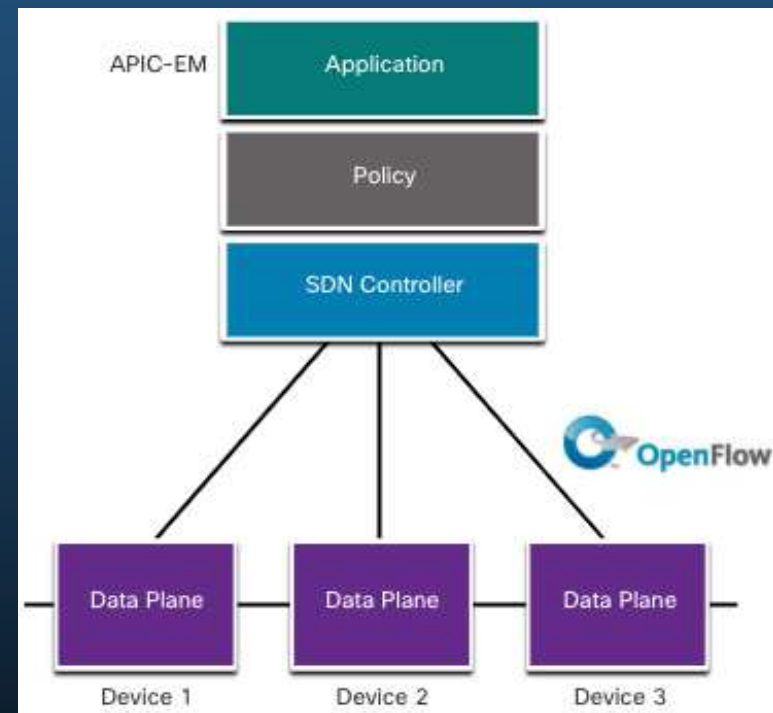 APIC-EM
Application
Policy
SDN Controller
OpenFlow
Data Plane
Data Plane
Data Plane
Device 1
Device 2
Device 3